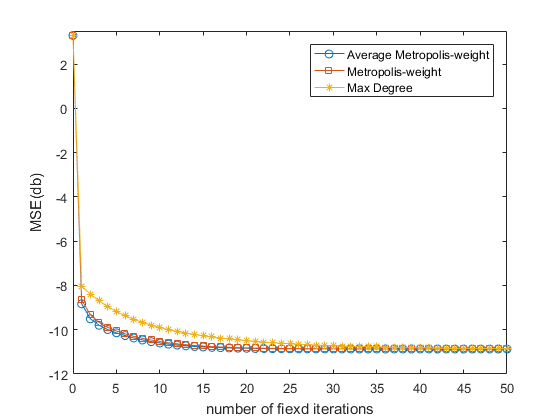 Average Metropolis-weight
Metropolis-weight
Max Degree
MSE(db)
2
0
-2
-4
-6
-8
-10
-12
0 5 10 15 20 25 30 35 40 45 50
number of fiexd iterations